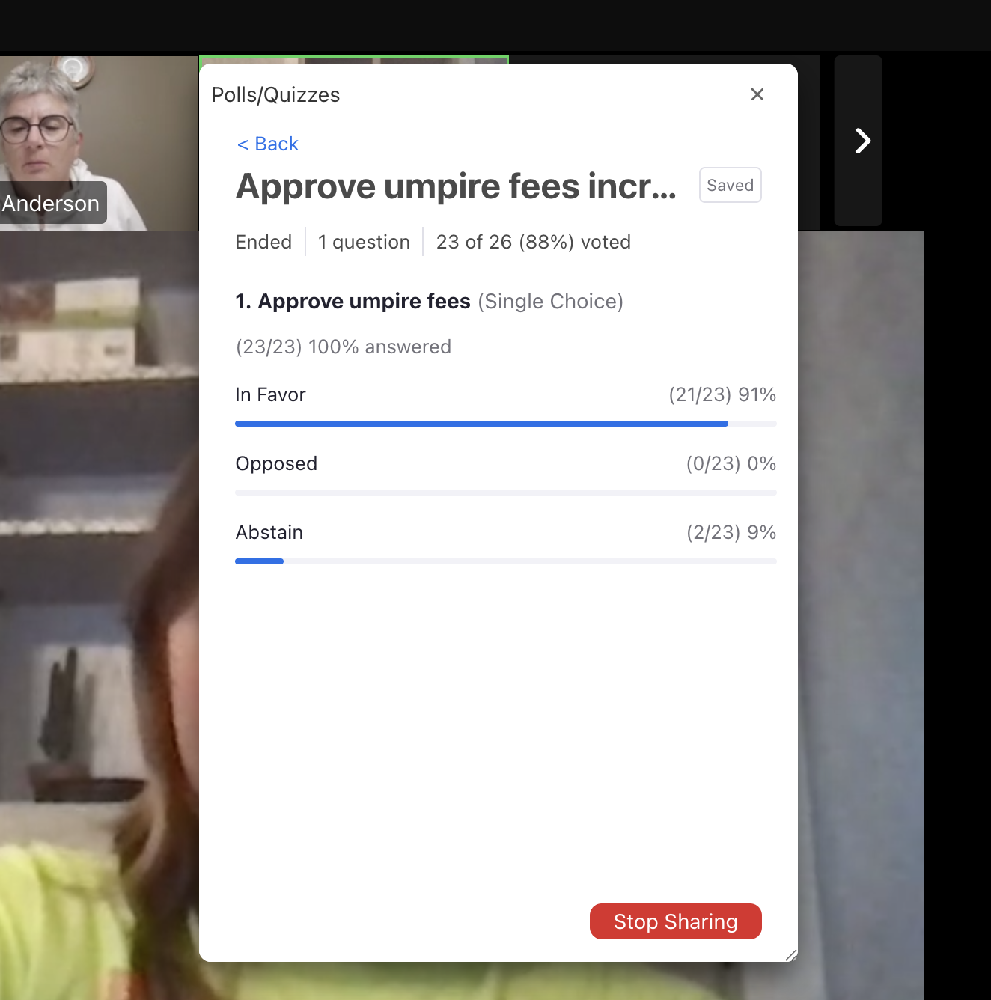 Polls/Quizzes
< Back
Approve umpire fees incr...
Saved
Ended
1 question
23 of 26 (88%) voted
1. Approve umpire fees (Single Choice)
(23/23) 100% answered
In Favor
(21/23) 91%
Opposed
(0/23) 0%
Abstain
(2/23) 9%
Anderson
Stop Sharing